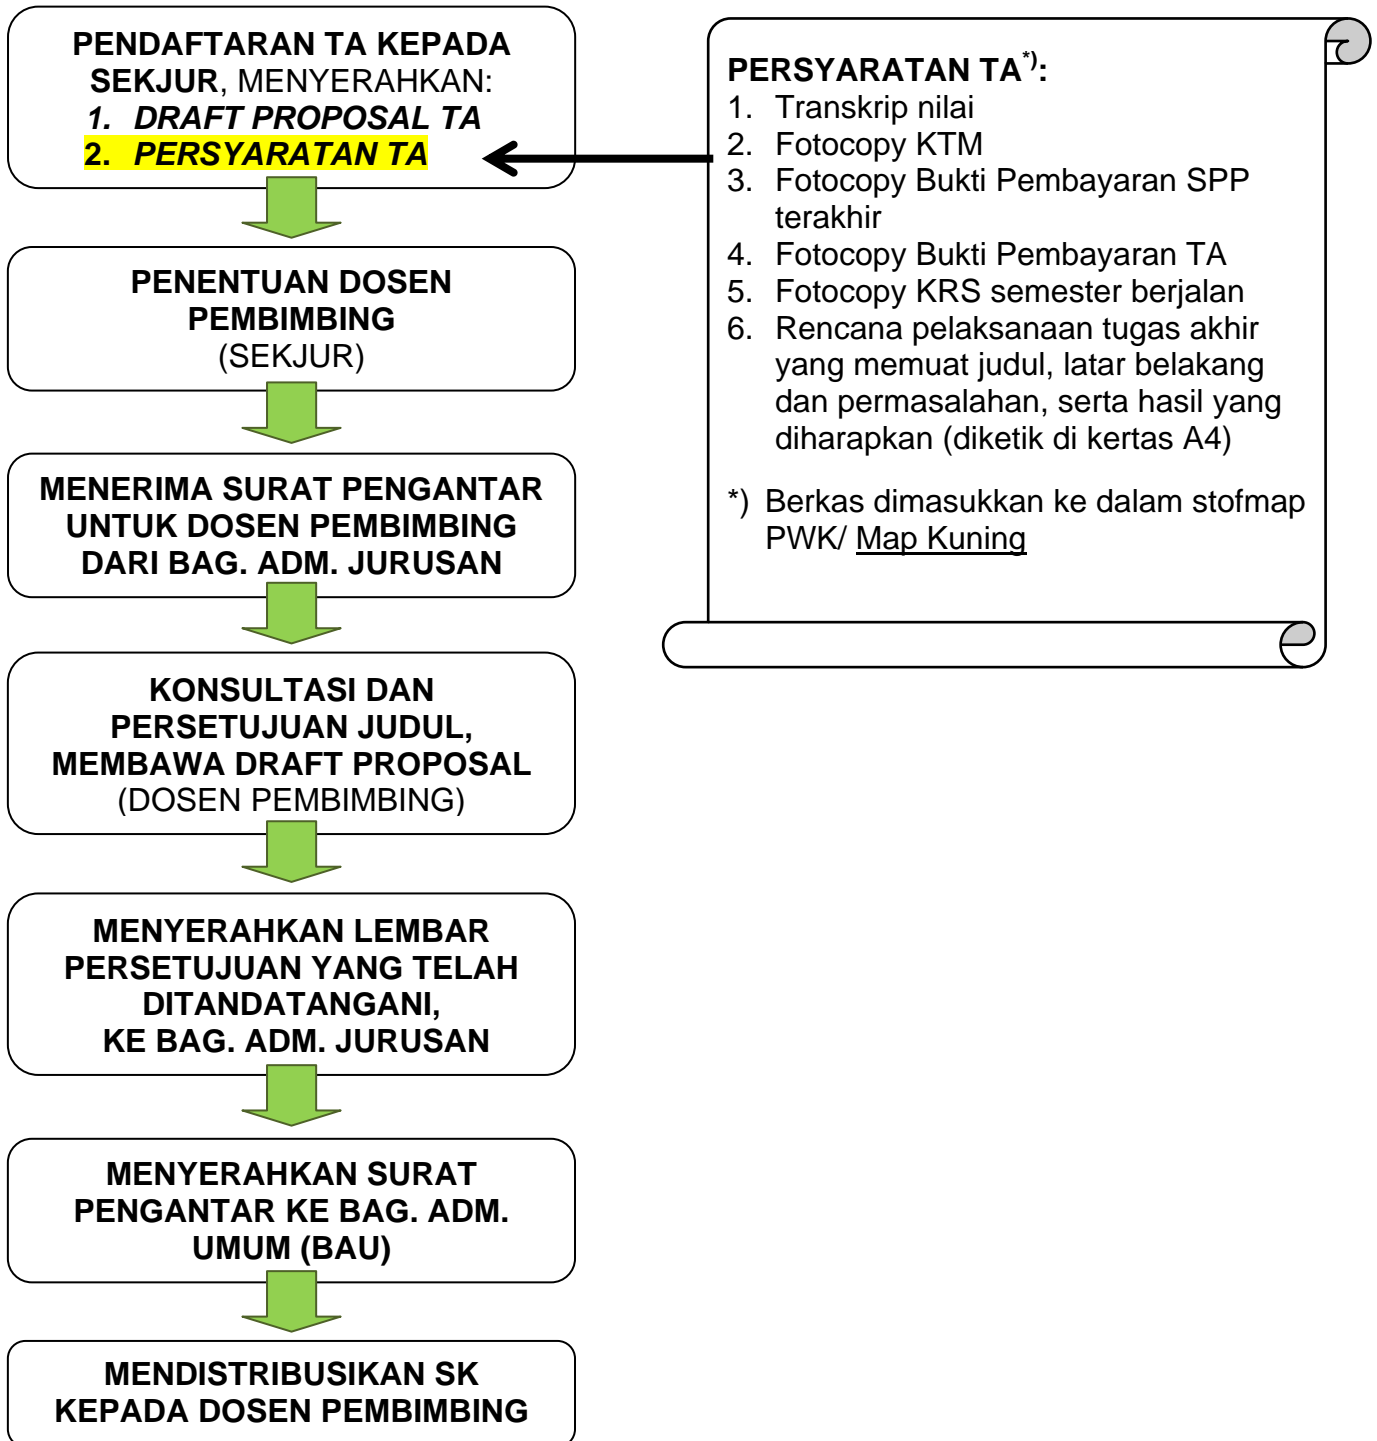 PENDAFTARAN TA KEPADA
SEKJUR, MENYERAHKAN:
1. DRAFT PROPOSAL TA
2. PERSYARATAN TA
PENENTUAN DOSEN
PEMBIMBING
(SEKJUR)
MENERIMA SURAT PENGANTAR
UNTUK DOSEN PEMBIMBING
DARI BAG. ADM. JURUSAN
KONSULTASI DAN
PERSETUJUAN JUDUL,
MEMBAWA DRAFT PROPOSAL
(DOSEN PEMBIMBING)
MENYERAHKAN LEMBAR
PERSETUJUAN YANG TELAH
DITANDATANGANI,
KE BAG. ADM. JURUSAN
MENYERAHKAN SURAT
PENGANTAR KE BAG. ADM.
UMUM (BAU)
MENDISTRIBUSIKAN SK
KEPADA DOSEN PEMBIMBING
PERSYARATAN TA*):
1. Transkrip nilai
2. Fotocopy KTM
3. Fotocopy Bukti Pembayaran SPP
terakhir
4. Fotocopy Bukti Pembayaran TA
5. Fotocopy KRS semester berjalan
6. Rencana pelaksanaan tugas akhir
yang memuat judul, latar belakang
dan permasalahan, serta hasil yang
diharapkan (diketik di kertas A4)
*) Berkas dimasukkan ke dalam stofmap
PWK/ Map Kuning